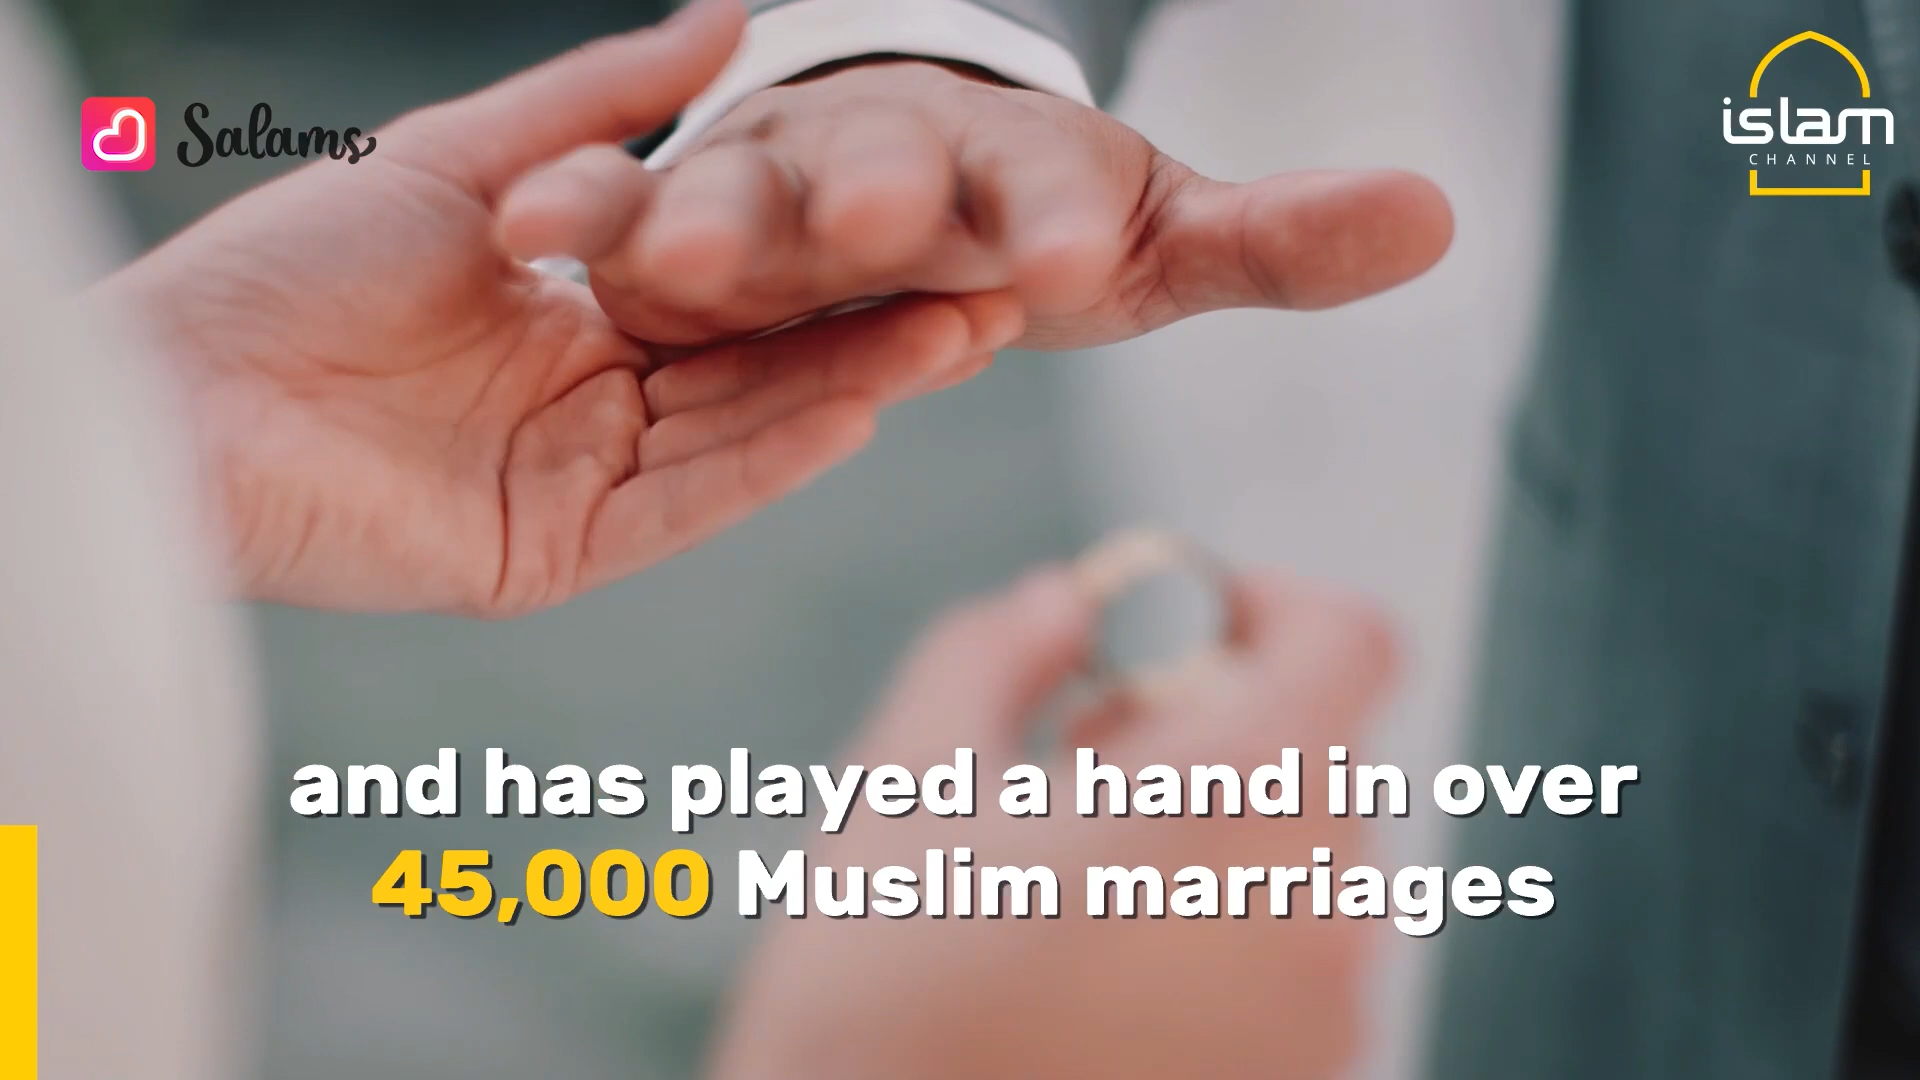 Salams
islam
CHANNEL
and has played a hand in over
45,000 Muslim marriages